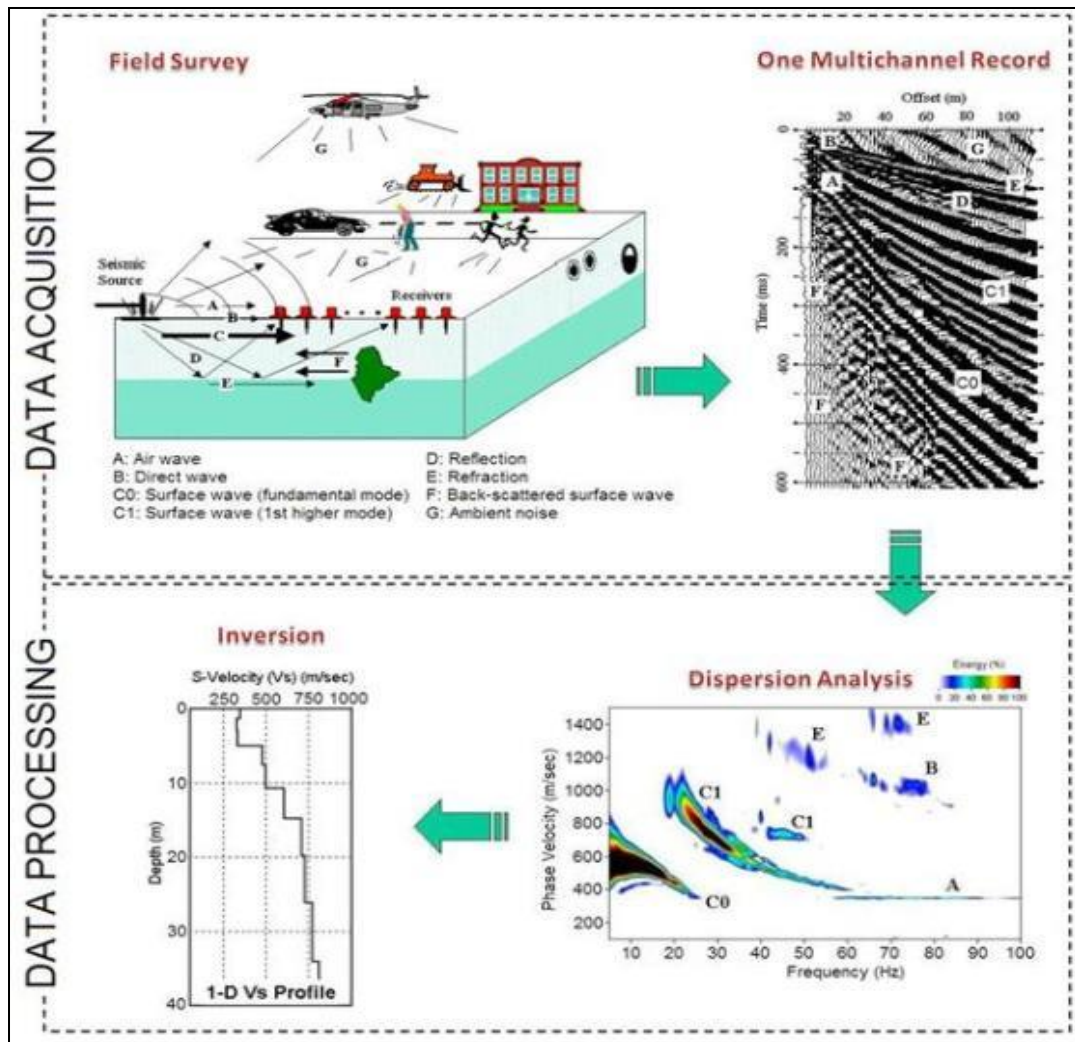 DATA ACQUISITION
Field Survey
G
G
Seismic
Source
A
B
C
D
E
F
Receivers
A: Air wave
B: Direct wave
C0: Surface wave (fundamental mode)
C1: Surface wave (1st higher mode)
D: Reflection
E: Refraction
F: Back-scattered surface wave
G: Ambient noise
One Multichannel Record
Offset (m)
20 40 60 80 100
Time (ms)
0
200
400
600
B
G
A
E
D
F
C1
C0
F
F
DATA PROCESSING
Inversion
S-Velocity (Vs) (m/sec)
250 500 750 1000
Depth (m)
0
10
20
30
40
1-D Vs Profile
Dispersion Analysis
Energy (%)
0 20 40 60 80 100
Phase Velocity (m/sec)
1400
1200
1000
800
600
400
200
E
E
B
C1
C1
C0
A
10 20 30 40 50 60 70 80 90 100
Frequency (Hz)